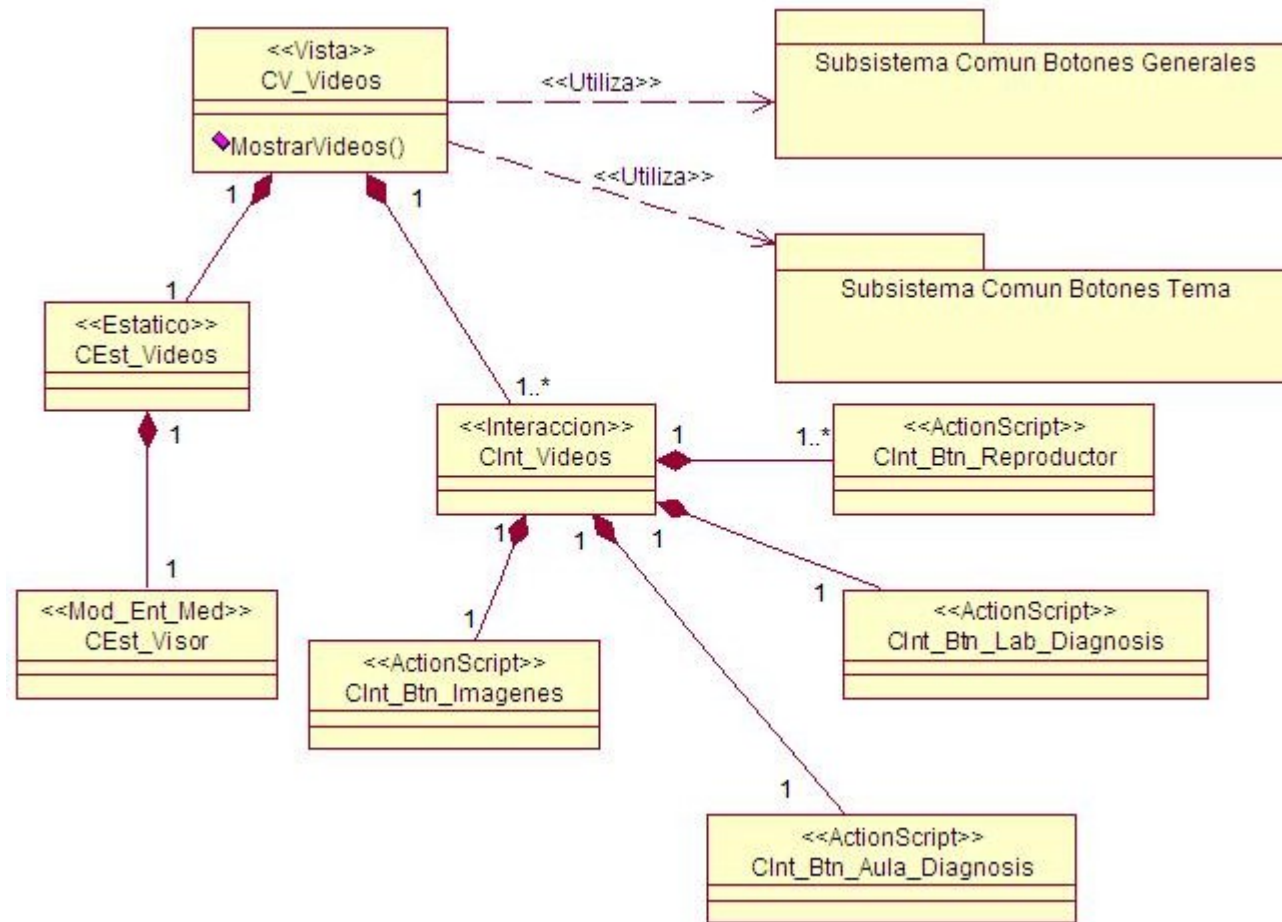 <<Vista>>
CV_Videos
MostrarVideos()
<<Utiliza>>
Subsistema Comun Botones Generales
<<Utiliza>>
Subsistema Comun Botones Tema
1
1
1
1..*
<<Estatico>>
CEst_Videos
1
1
<<Mod_Ent_Med>>
CEst_Visor
<<Interaccion>>
CInt_Videos
1
1..*
<<ActionScript>>
CInt_Btn_Reproductor
1
1
<<ActionScript>>
CInt_Btn_Lab_Diagnosis
1
1
<<ActionScript>>
CInt_Btn_Imagenes
1
1
<<ActionScript>>
CInt_Btn_Aula_Diagnosis